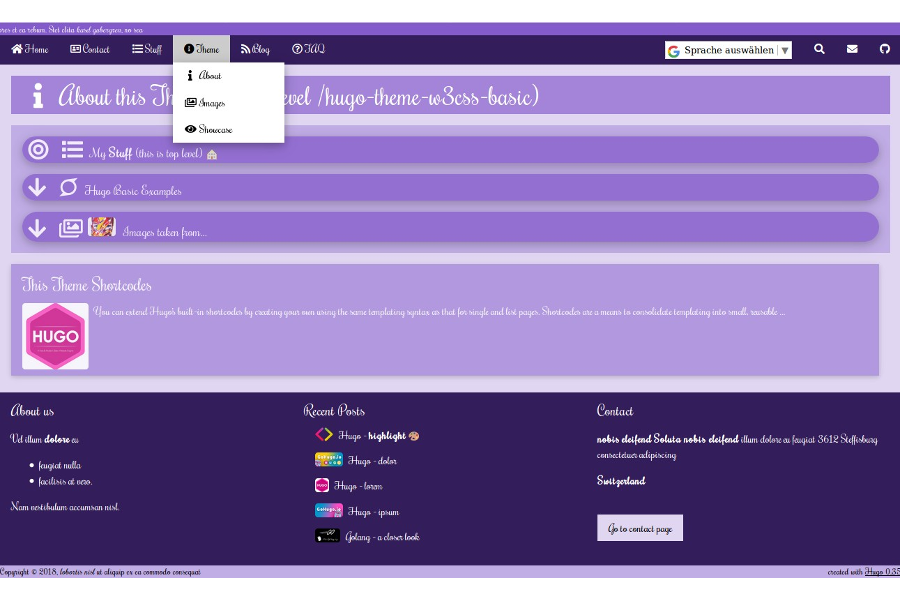 ores et ea rebum. Stet clita kasd gubergren, no sea
Home Contact Stuff Theme Blog FAQ Sprache auswählen ▼
About
Images
Showcase
About this Th evel /hugo-theme-w3css-basic)
My Stuff (this is top level)
Hugo Basic Examples
Images taken from...
This Theme Shortcodes
HUGO
You can extend Hugo's built-in shortcodes by creating your own using the same templating syntax as that for single and list pages. Shortcodes are a means to consolidate templating into small, reusable ...
About us
Vel illum dolore eu
feugiat nulla
facilisis at vero.
Nam vestibulum accumsan nisl.
Recent Posts
Hugo - highlight
Hugo - dolor
Hugo - lorem
Hugo - ipsum
Golang - a closer look
Contact
nobis eleifend Soluta nobis eleifend illum dolore eu feugiat 3612 Steffisburg
consectetuer adipiscing
Switzerland
Go to contact page
Copyright © 2018, lobortis nisl ut aliquip ex ea commodo consequat
created with Hugo 0.35